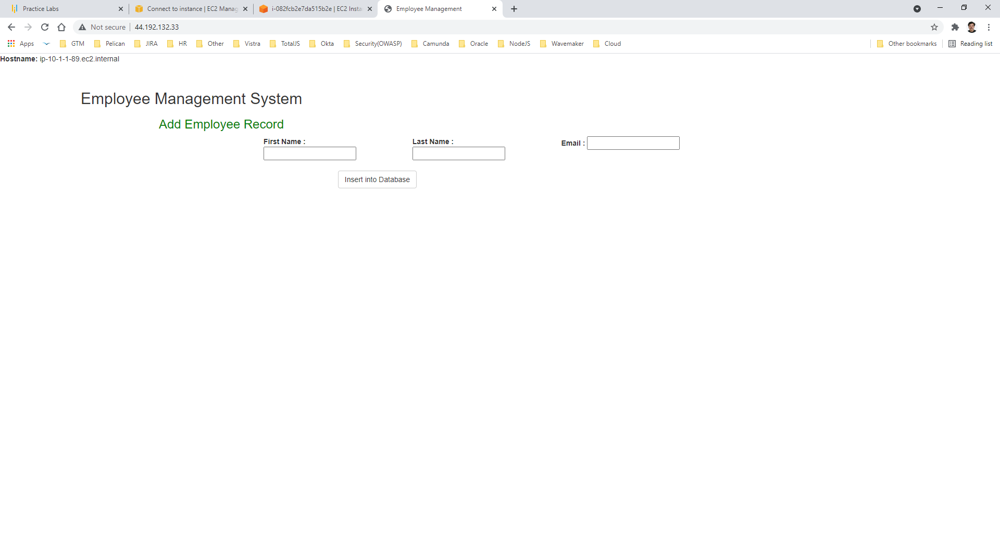 Practice Labs
Connect to instance | EC2 Manag
i-082fcb2e7da515b2e | EC2 Insta
Employee Management
Not secure
44.192.132.33
Apps GTM Pelican JIRA HR Other Vistra TotalJS Okta Security(OWASP) Camunda Oracle NodeJS Wavemaker Cloud Other bookmarks Reading list
Hostname: ip-10-1-1-89.ec2.internal
Employee Management System
Add Employee Record
First Name :
Last Name :
Email :
Insert into Database